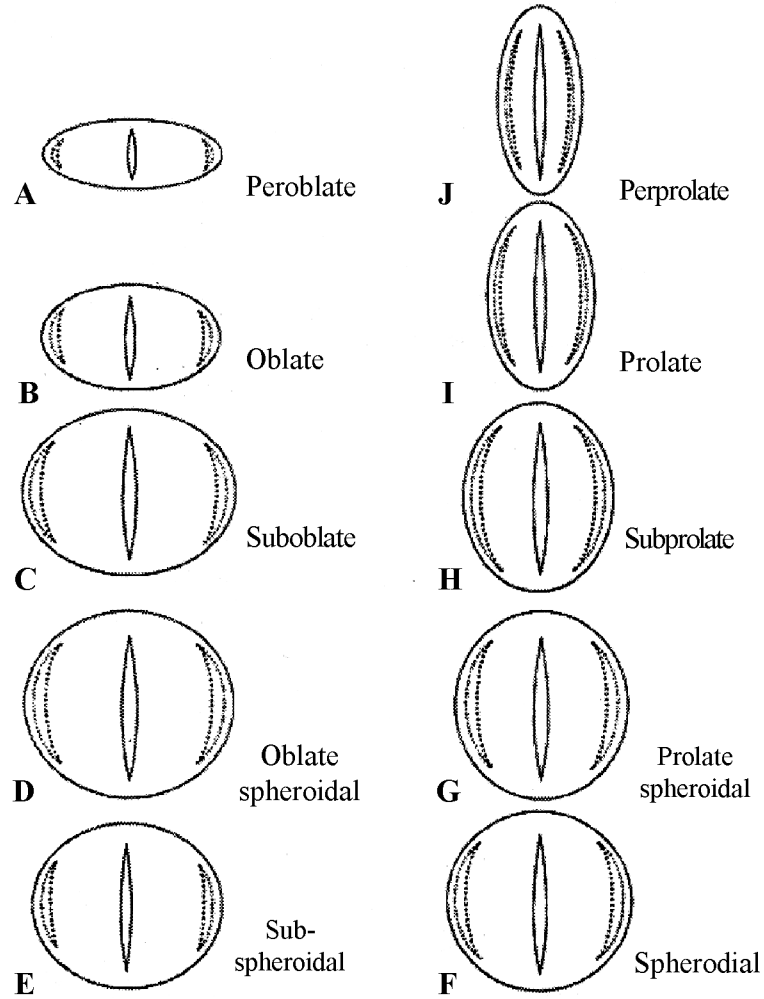 A
Peroblate
B
Oblate
C
Suboblate
D
Oblate
spheroidal
E
Sub-
spheroidal
J
Perprolate
I
Prolate
H
Subprolate
G
Prolate
spheroidal
F
Spherodial